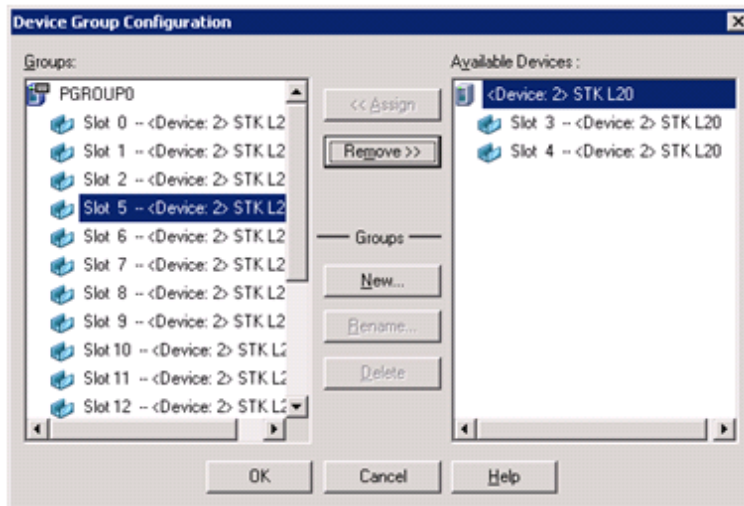 Device Group Configuration
Groups:
Available Devices :
PGROUP0
Slot 0 -- <Device: 2> STK L2
Slot 1 -- <Device: 2> STK L2
Slot 2 -- <Device: 2> STK L2
Slot 5 -- <Device: 2> STK L2
Slot 6 -- <Device: 2> STK L2
Slot 7 -- <Device: 2> STK L2
Slot 8 -- <Device: 2> STK L2
Slot 9 -- <Device: 2> STK L2
Slot 10 -- <Device: 2> STK L2
Slot 11 -- <Device: 2> STK L2
Slot 12 -- <Device: 2> STK L2
<< Assign
Remove >>
Groups
New...
Rename...
Delete
<Device: 2> STK L20
Slot 3 -- <Device: 2> STK L20
Slot 4 -- <Device: 2> STK L20
OK
Cancel
Help